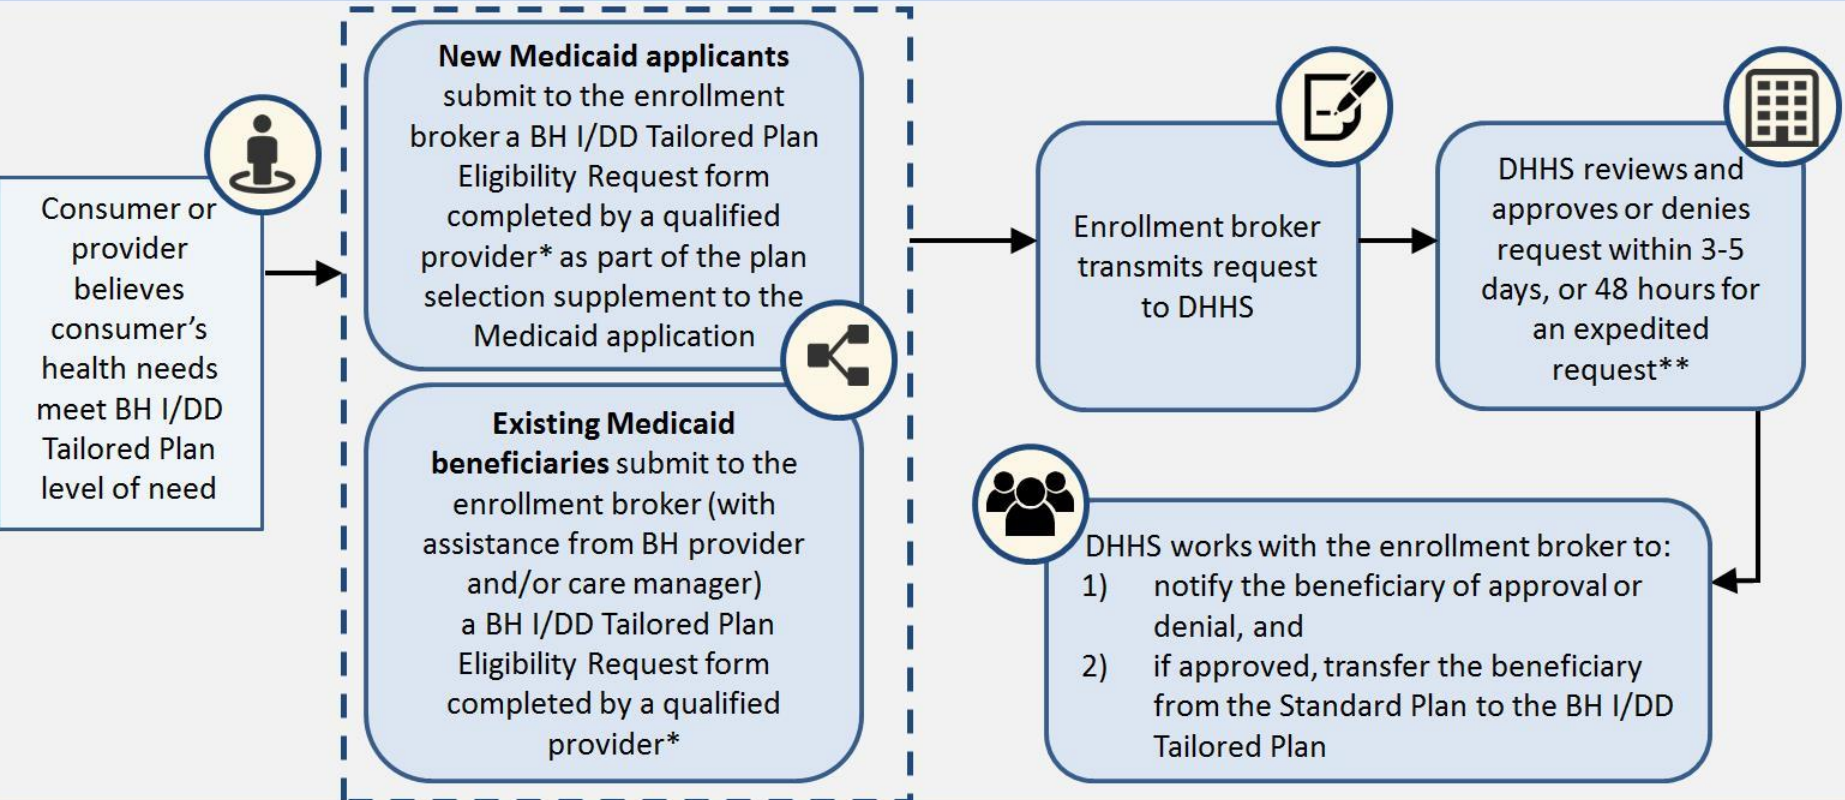 Consumer or
provider
believes
consumer's
health needs
meet BH I/DD
Tailored Plan
level of need
New Medicaid applicants
submit to the enrollment
broker a BH I/DD Tailored Plan
Eligibility Request form
completed by a qualified
provider* as part of the plan
selection supplement to the
Medicaid application
Existing Medicaid
beneficiaries submit to the
enrollment broker (with
assistance from BH provider
and/or care manager)
a BH I/DD Tailored Plan
Eligibility Request form
completed by a qualified
provider*
Enrollment broker
transmits request
to DHHS
DHHS reviews and
approves or denies
request within 3-5
days, or 48 hours for
an expedited
request**
DHHS works with the enrollment broker to:
1) notify the beneficiary of approval or
denial, and
2) if approved, transfer the beneficiary
from the Standard Plan to the BH I/DD
Tailored Plan